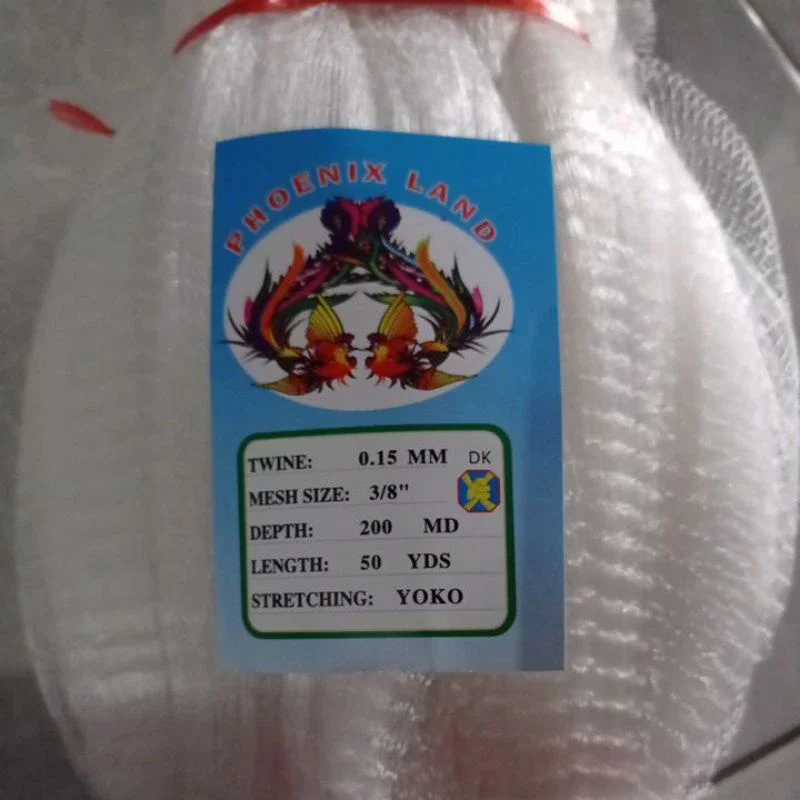 PHOENIX LAND
TWINE: 0.15 MM DK
MESH SIZE: 3/8"
DEPTH: 200 MD
LENGTH: 50 YDS
STRETCHING: YOKO